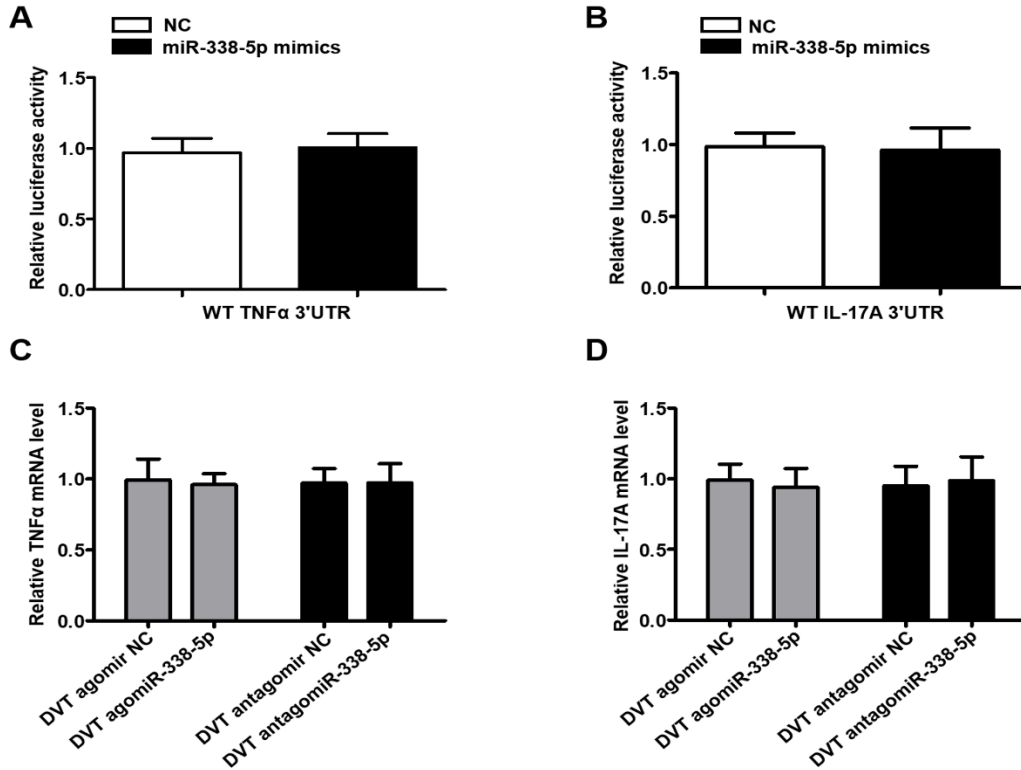 A
NC
miR-338-5p mimics
Relative luciferase activity
1.5
1.0
0.5
0.0
WT TNFα 3'UTR
B
NC
miR-338-5p mimics
Relative luciferase activity
1.5
1.0
0.5
0.0
WT IL-17A 3'UTR
C
Relative TNFα mRNA level
1.5
1.0
0.5
0.0
DVT agomir NC
DVT agomiR-338-5p
DVT antagomir NC
DVT antagomiR-338-5p
D
Relative IL-17A mRNA level
1.5
1.0
0.5
0.0
DVT agomir NC
DVT agomiR-338-5p
DVT antagomir NC
DVT antagomiR-338-5p